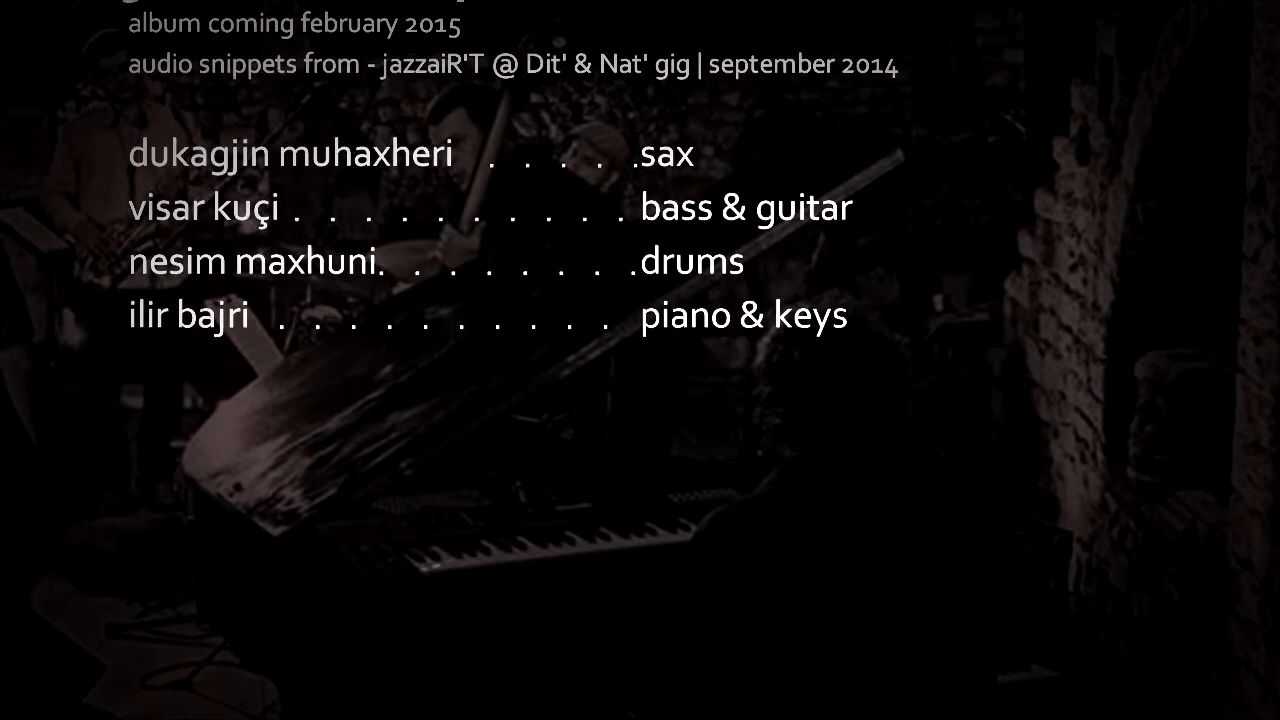 album coming february 2015
audio snippets from - jazzaiR'T @ Dit' & Nat' gig | september 2014
dukagjin muhaxheri . . . . .sax
visar kuçi . . . . . . . . . . bass & guitar
nesim maxhuni. . . . . . . .drums
ilir bajri . . . . . . . . . . piano & keys